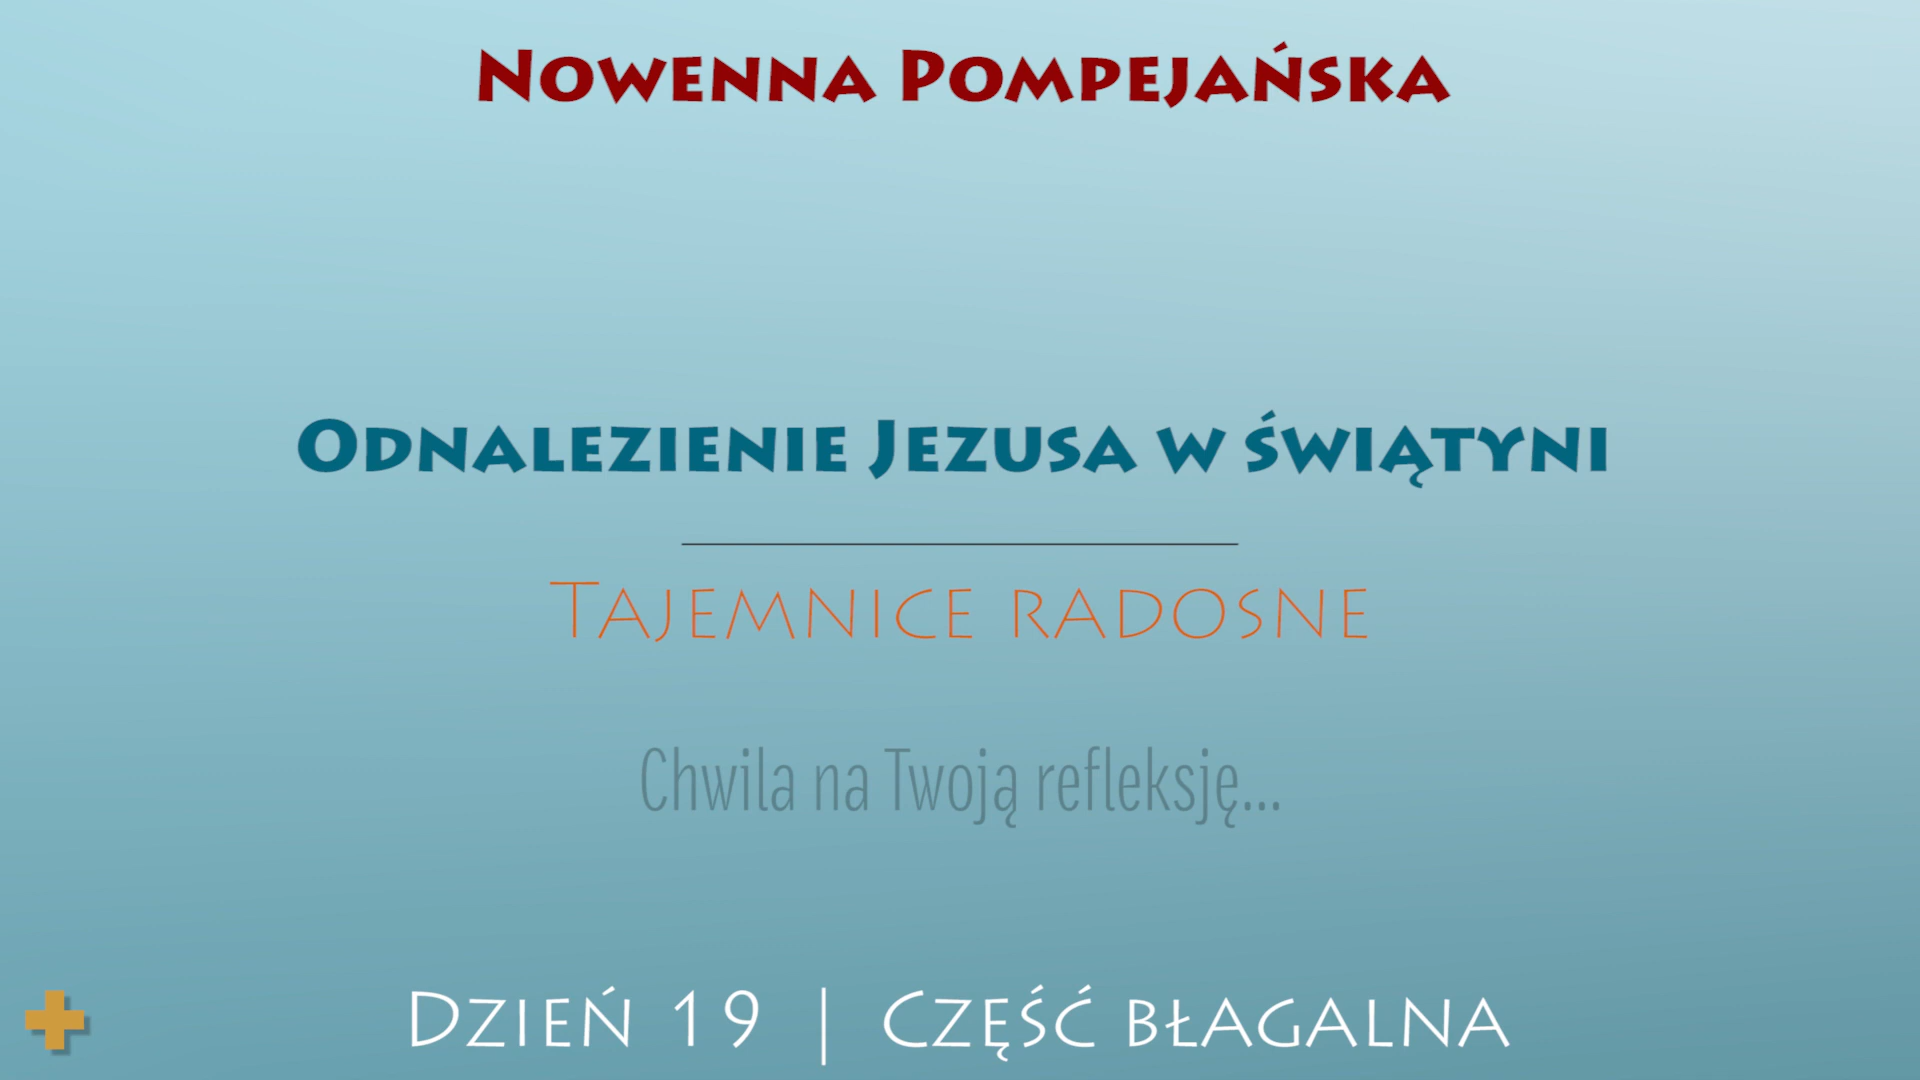 Nowenna Pompejańska
Odnalezienie Jezusa w świątyni
Tajemnice radosne
Chwila na Twoją refleksję...
Dzień 19 | Część błagalna